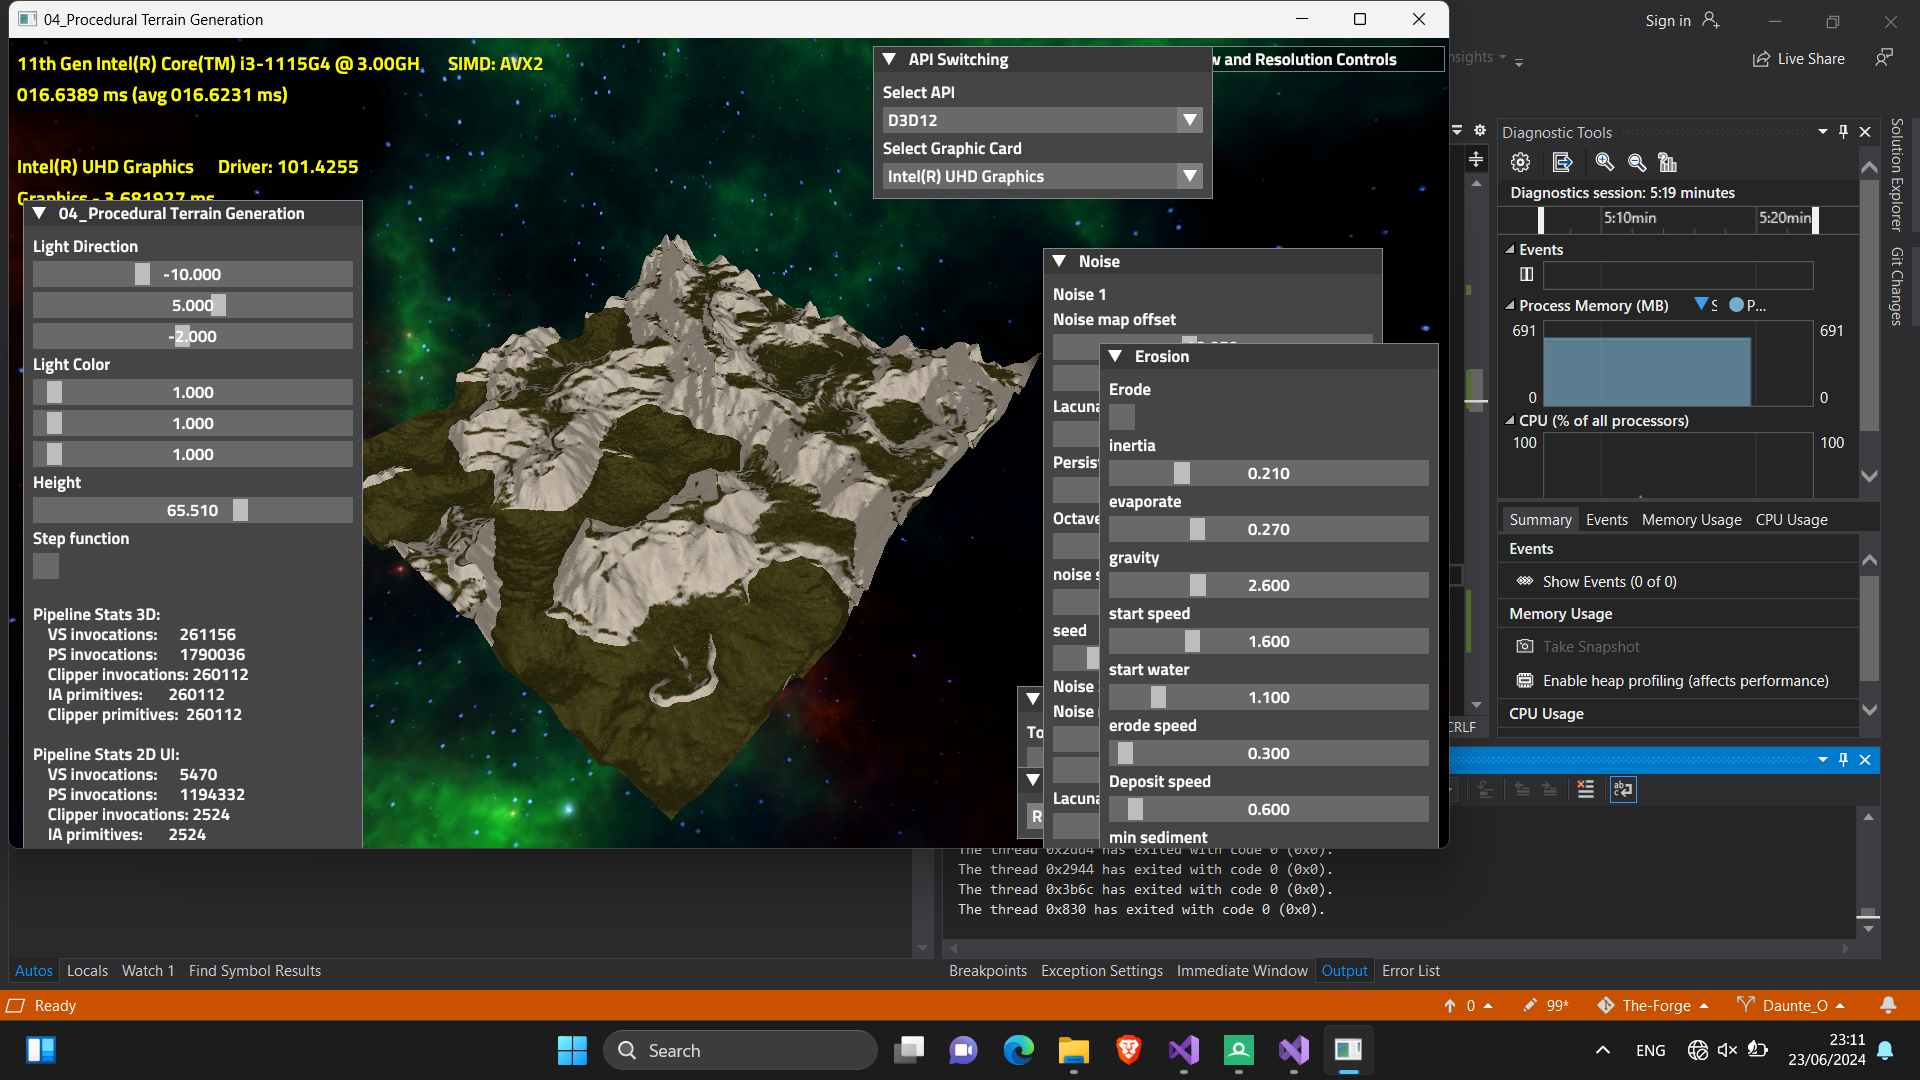 04_Procedural Terrain Generation
11th Gen Intel(R) Core(TM) i3-1115G4 @ 3.00GH SIMD: AVX2
016.6389 ms (avg 016.6231 ms)
Intel(R) UHD Graphics Driver: 101.4255
Graphics - 3.681927 ms
04_Procedural Terrain Generation
Light Direction
-10.000
5.000
-2.000
Light Color
1.000
1.000
1.000
Height
65.510
Step function
Pipeline Stats 3D:
VS invocations: 261156
PS invocations: 1790036
Clipper invocations: 260112
IA primitives: 260112
Clipper primitives: 260112
Pipeline Stats 2D UI:
VS invocations: 5470
PS invocations: 1194332
Clipper invocations: 2524
IA primitives: 2524
API Switching
Select API
D3D12
Select Graphic Card
Intel(R) UHD Graphics
and Resolution Controls
Noise
Noise 1
Noise map offset
Lacuna
Persist
Octave
noise s
seed
Noise
Noise
Lacuna
To
R
Erosion
Erode
inertia
0.210
evaporate
0.270
gravity
2.600
start speed
1.600
start water
1.100
erode speed
0.300
Deposit speed
0.600
min sediment
Sign in
nsights
Live Share
Diagnostic Tools
Diagnostics session: 5:19 minutes
5:10min 5:20min
Events
Process Memory (MB) S P...
691 691
0 0
CPU (% of all processors)
100 100
Summary Events Memory Usage CPU Usage
Events
Show Events (0 of 0)
Memory Usage
Take Snapshot
Enable heap profiling (affects performance)
CPU Usage
Solution Explorer
Git Changes
CRLF
The thread 0x2dd4 has exited with code 0 (0x0).
The thread 0x2944 has exited with code 0 (0x0).
The thread 0x3b6c has exited with code 0 (0x0).
The thread 0x830 has exited with code 0 (0x0).
Autos Locals Watch 1 Find Symbol Results
Breakpoints Exception Settings Immediate Window Output Error List
Ready
0 99* The-Forge Daunte_O
Search
ENG
23:11
23/06/2024